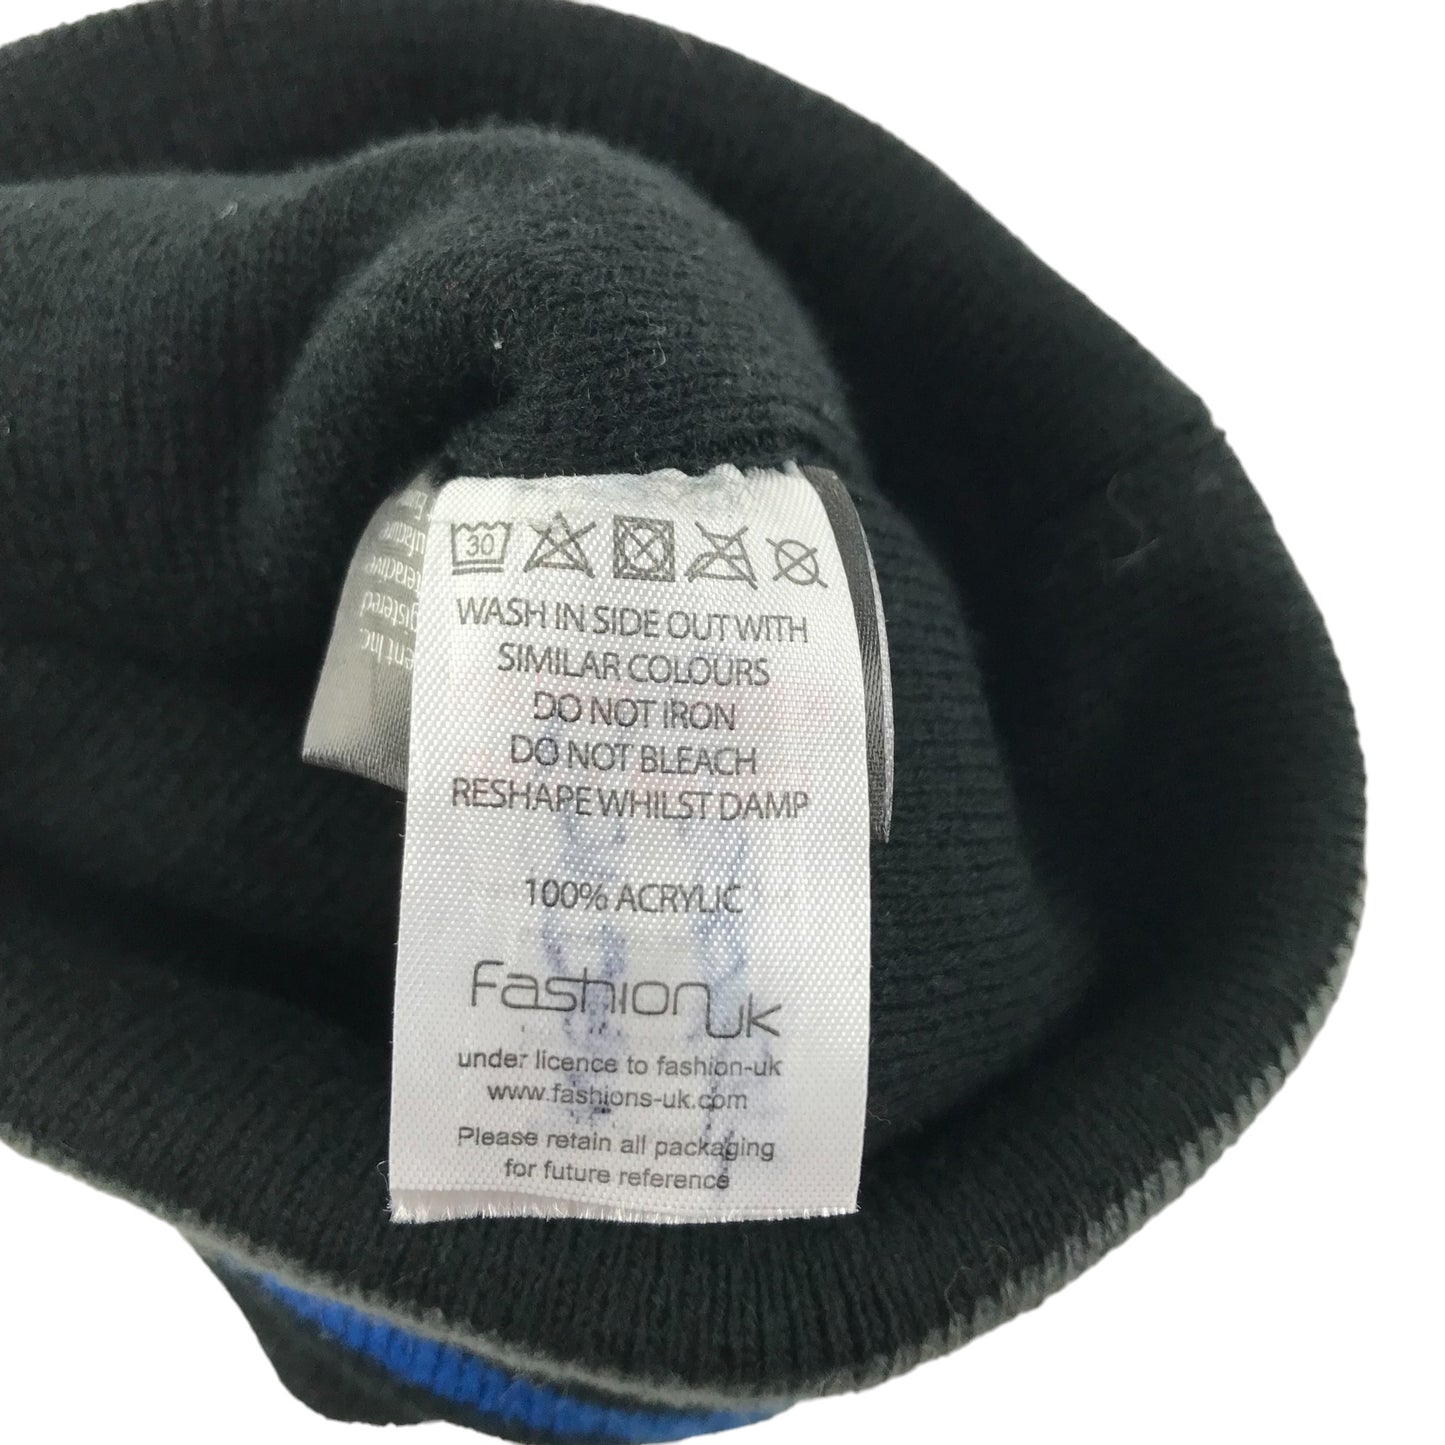 30
WASH IN SIDE OUT WITH
SIMILAR COLOURS
DO NOT IRON
DO NOT BLEACH
RESHAPE WHILST DAMP
100% ACRYLIC
Fashion uk
under licence to fashion-uk
www.fashions-uk.com
Please retain all packaging
for future reference